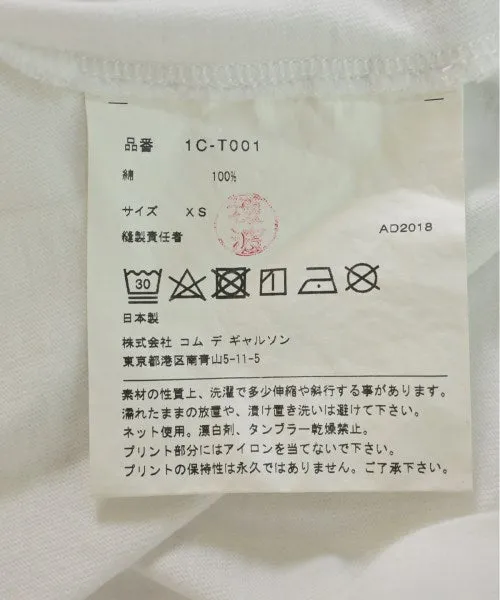 品番 1C-T001
綿 100%
サイズ XS
縫製責任者
AD2018
30
日本製
株式会社 コム デ ギャルソン
東京都港区南青山5-11-5
素材の性質上、洗濯で多少伸縮や斜行する事があります。
濡れたままの放置や、漬け置き洗いは避けて下さい。
ネット使用。漂白剤、タンブラー乾燥禁止。
プリント部分にはアイロンを当てないで下さい。
プリントの保持性は永久ではありません。ご了承下さい。